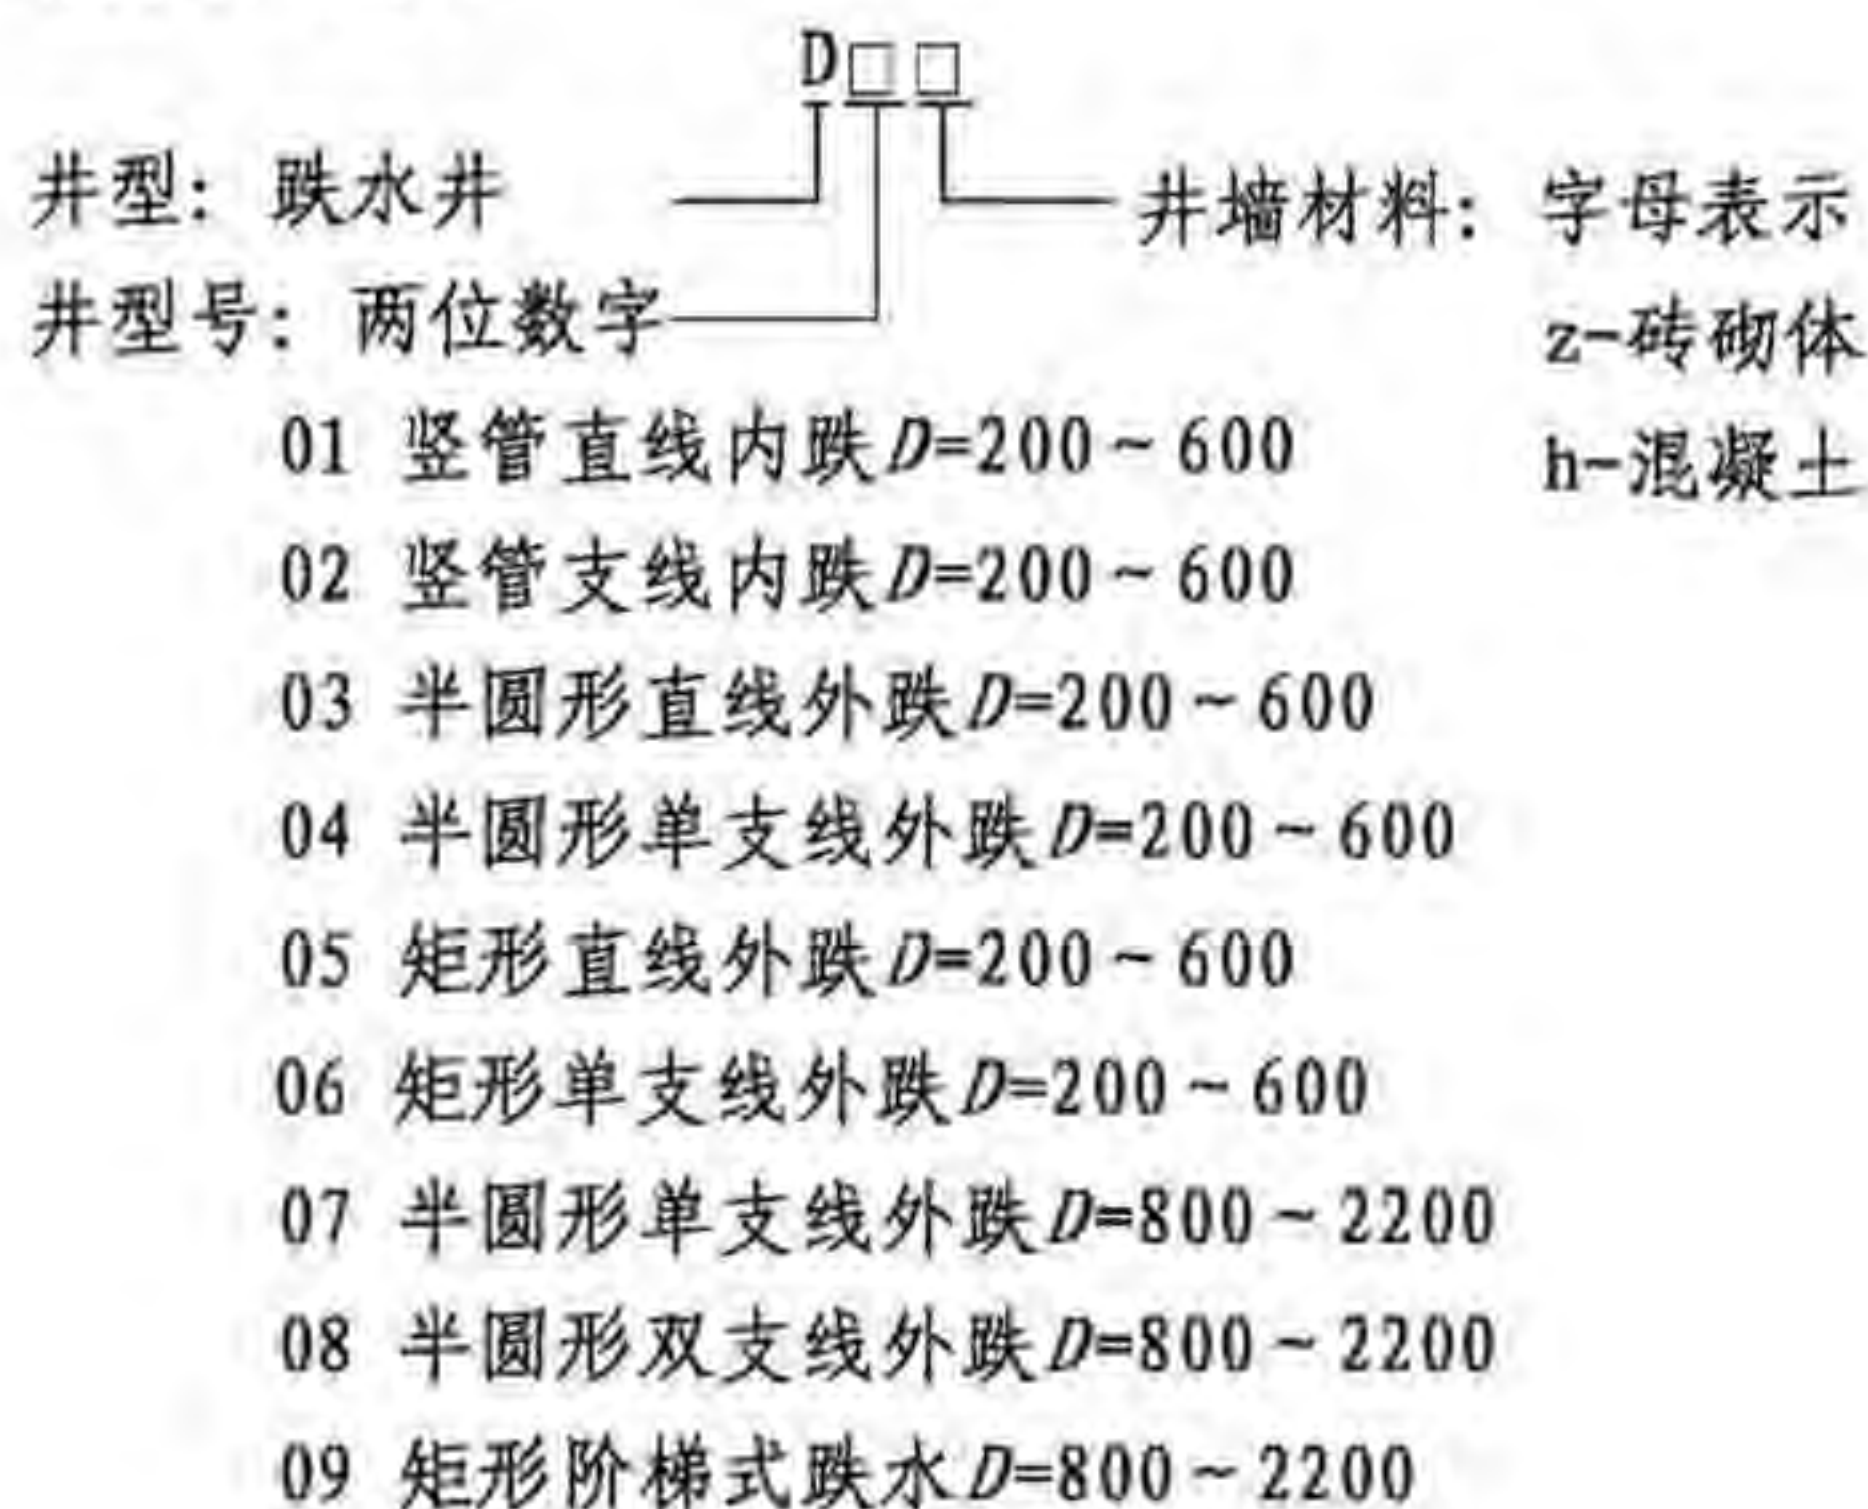 D□□
井型：跌水井
井墙材料：字母表示
井型号：两位数字
z-砖砌体
h-混凝土
01 竖管直线内跌D=200~600
02 竖管支线内跌D=200~600
03 半圆形直线外跌D=200~600
04 半圆形单支线外跌D=200~600
05 矩形直线外跌D=200~600
06 矩形单支线外跌D=200~600
07 半圆形单支线外跌D=800~2200
08 半圆形双支线外跌D=800~2200
09 矩形阶梯式跌水D=800~2200